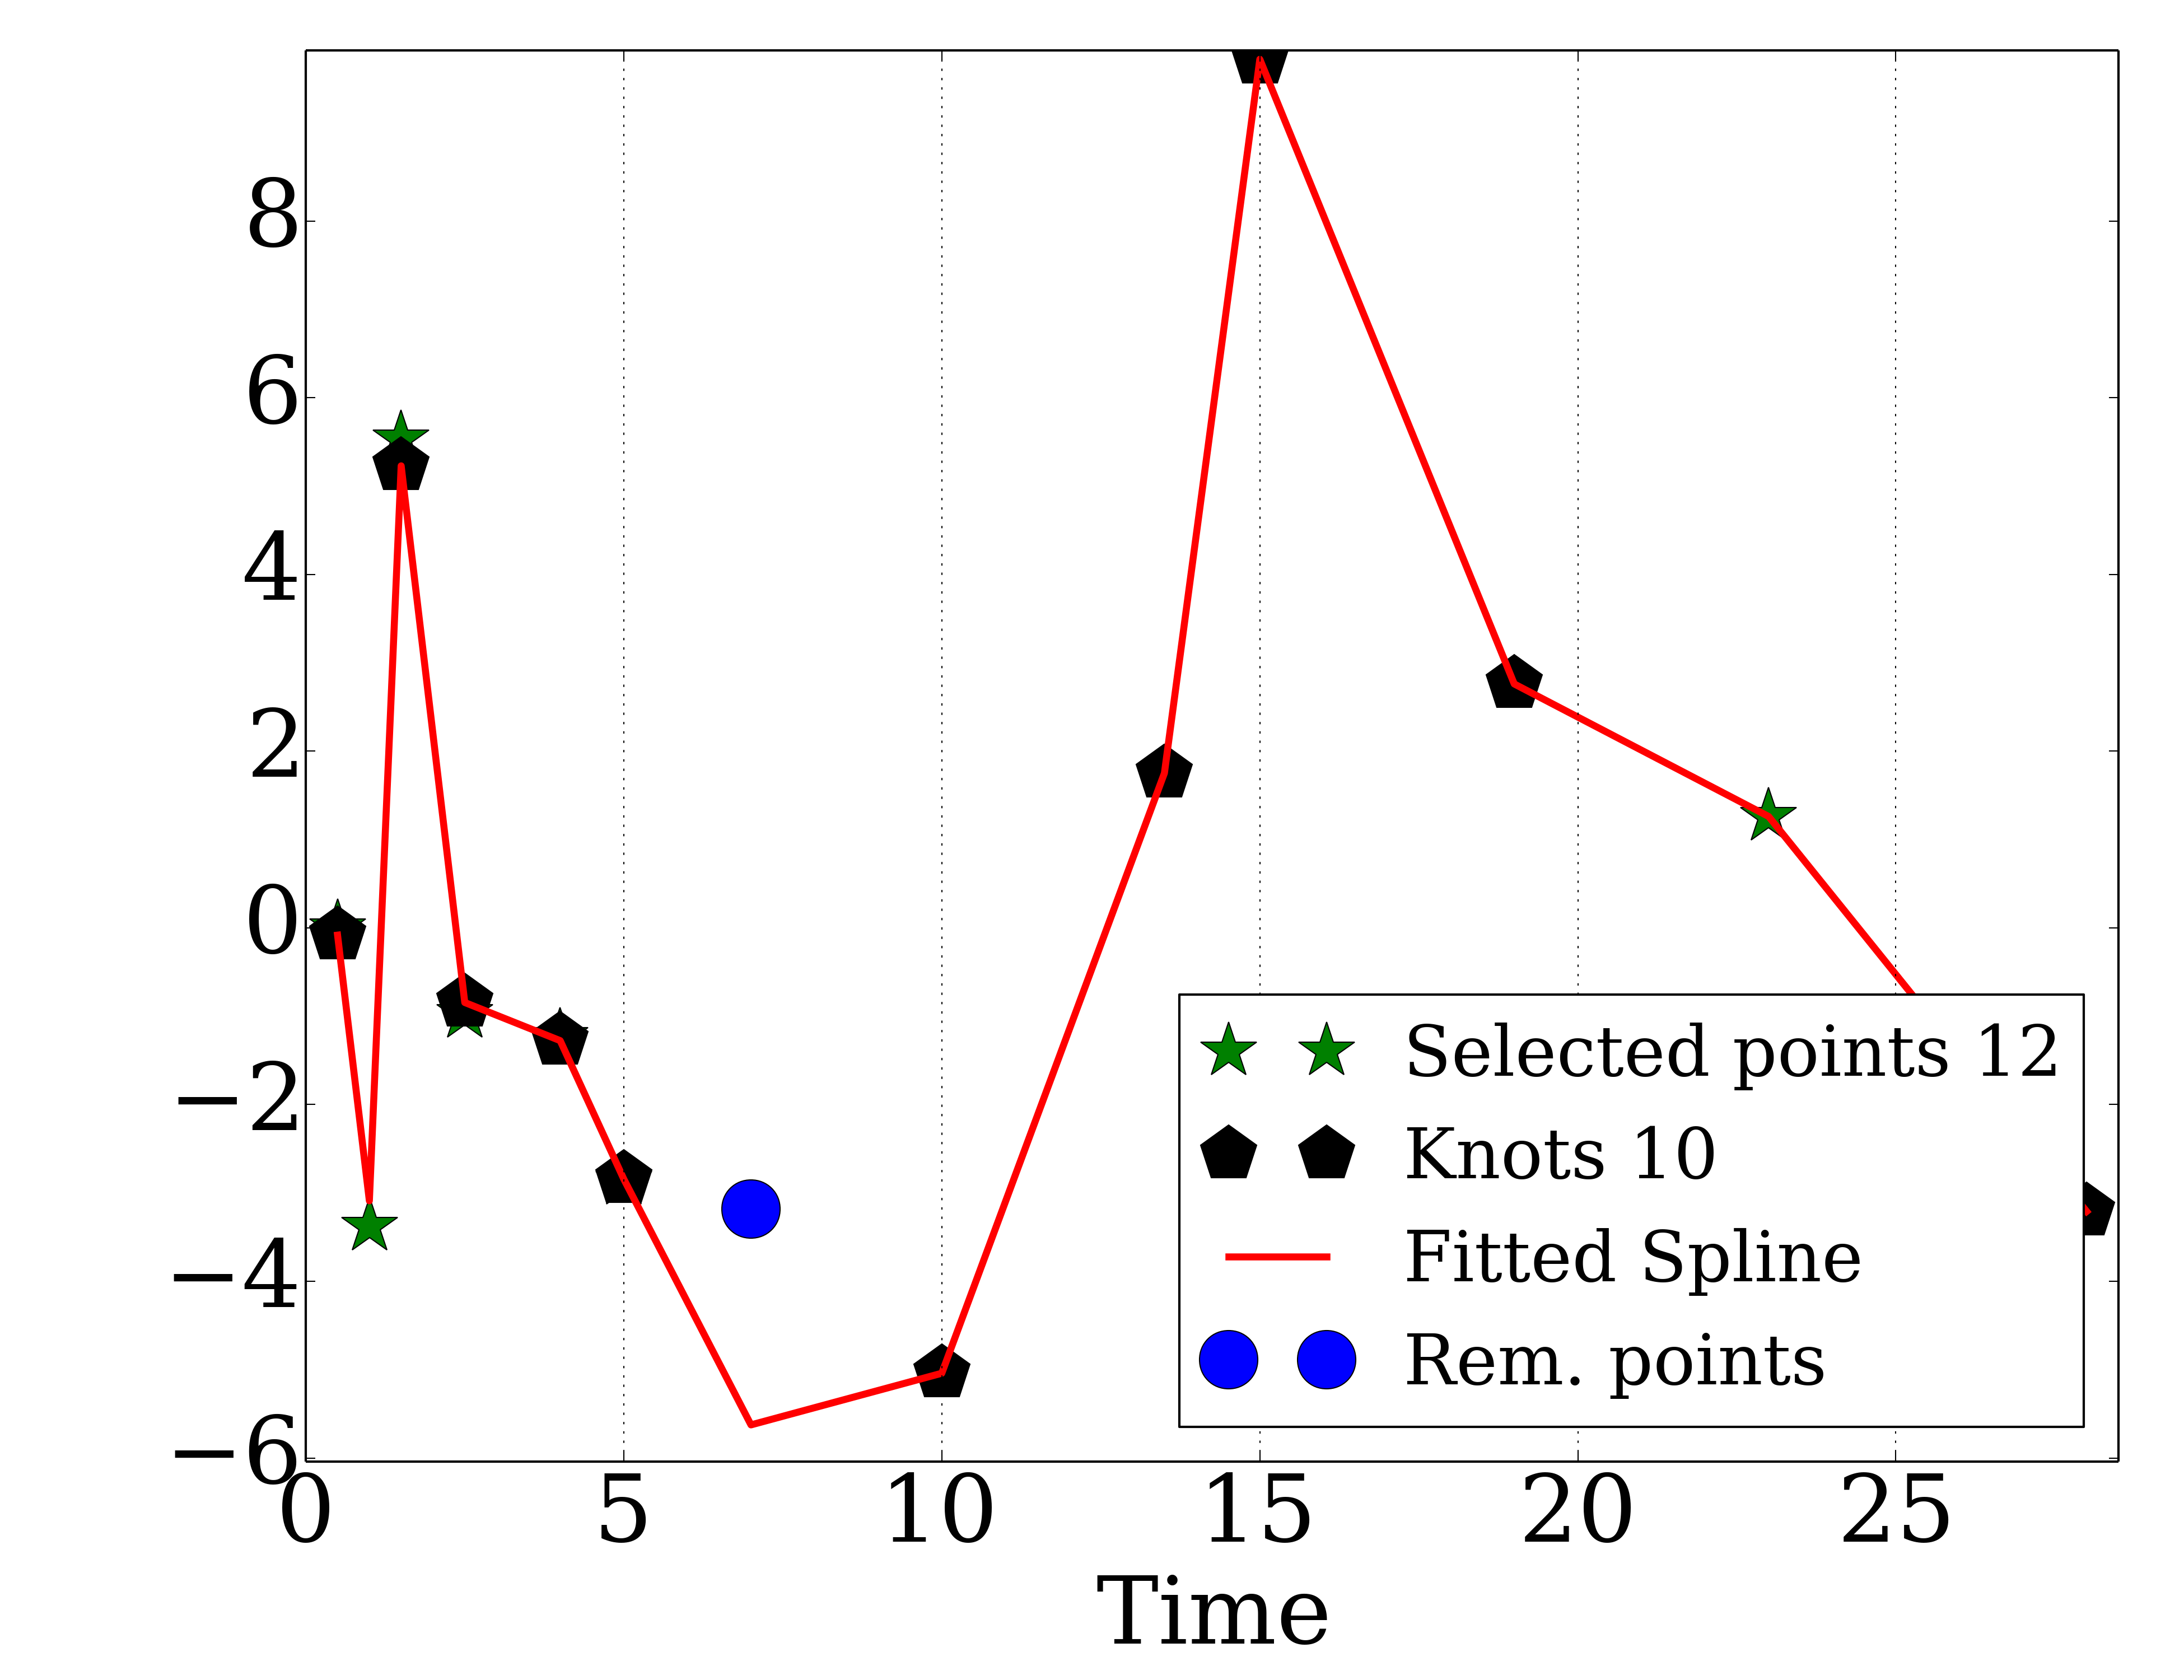 8
6
4
2
0
−2
−4
−6
0 5 10 15 20 25
Time
Selected points 12
Knots 10
Fitted Spline
Rem. points